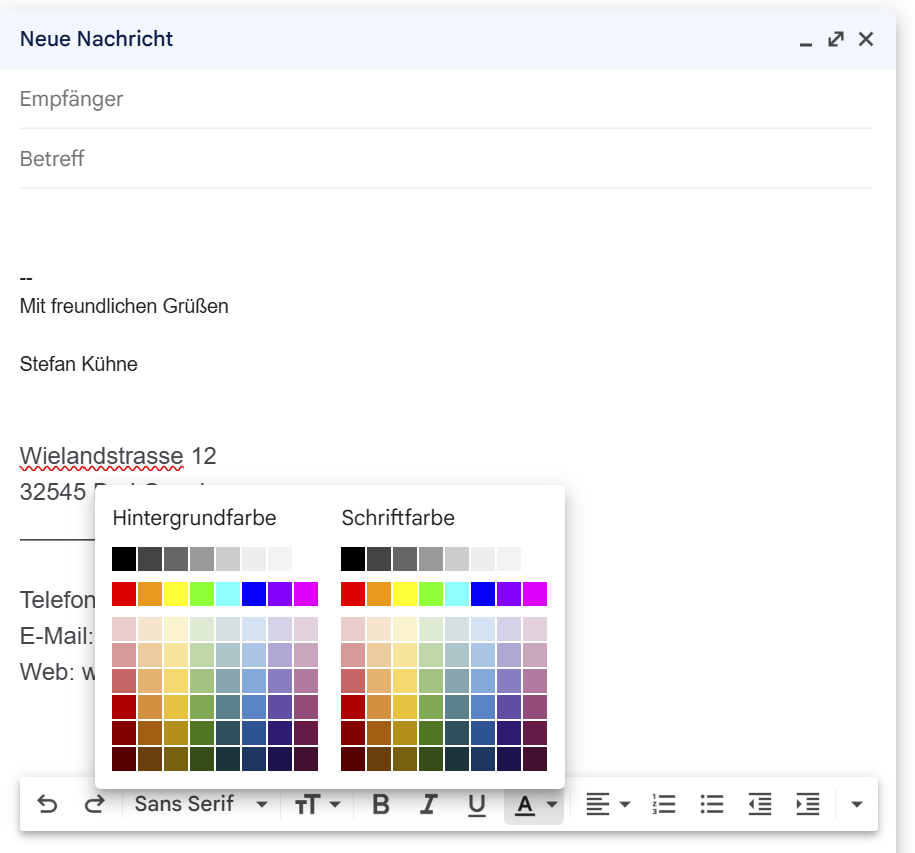 Neue Nachricht
Empfänger
Betreff
--
Mit freundlichen Grüßen
Stefan Kühne
Wielandstrasse 12
32545
Hintergrundfarbe Schriftfarbe
Telefon
E-Mail:
Web: w
Sans Serif
B I U A